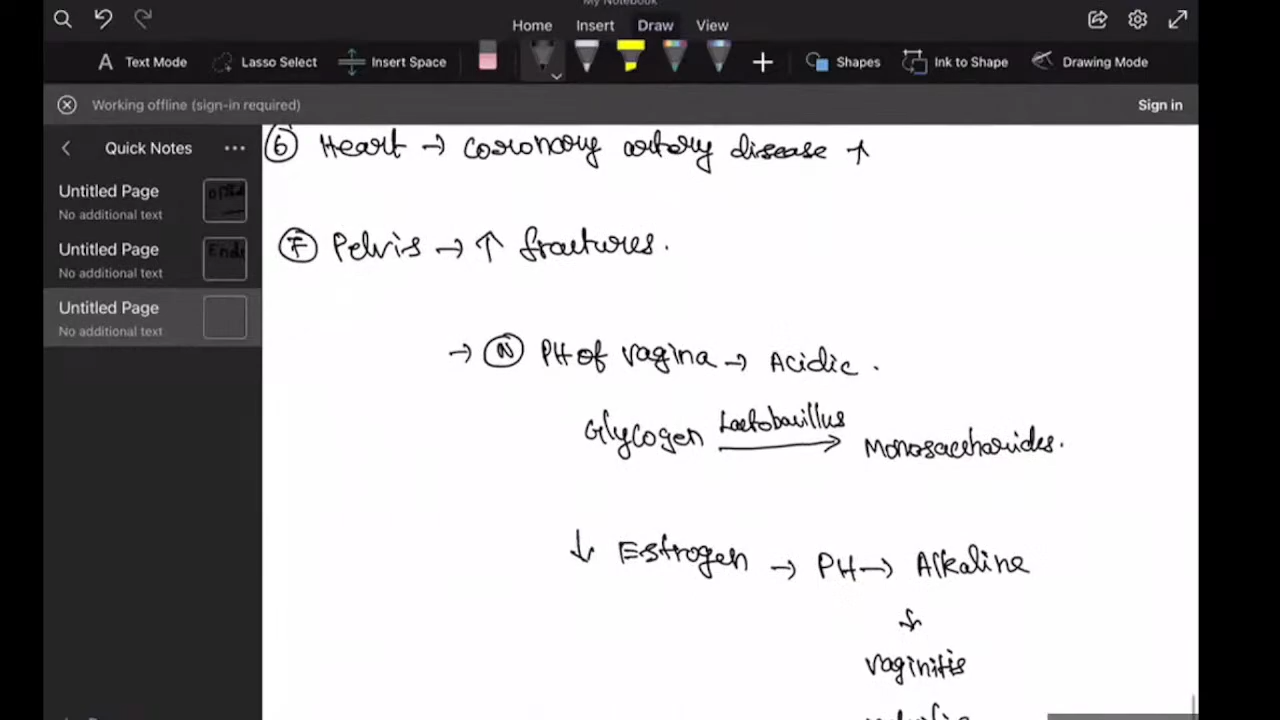 My Notebook
Home Insert Draw View
Text Mode Lasso Select Insert Space Shapes Ink to Shape Drawing Mode
Working offline (sign-in required) Sign in
Quick Notes
Untitled Page
No additional text
Untitled Page
No additional text
Untitled Page
No additional text
⑥ Heart → coronary artery disease ↑
⑦ Pelvis → ↑ fractures.
→ Ⓝ PH of vagina → Acidic.
Glycogen Lactobacillus → Monosaccharides.
↓ Estrogen → PH → Alkaline
↓
vaginitis